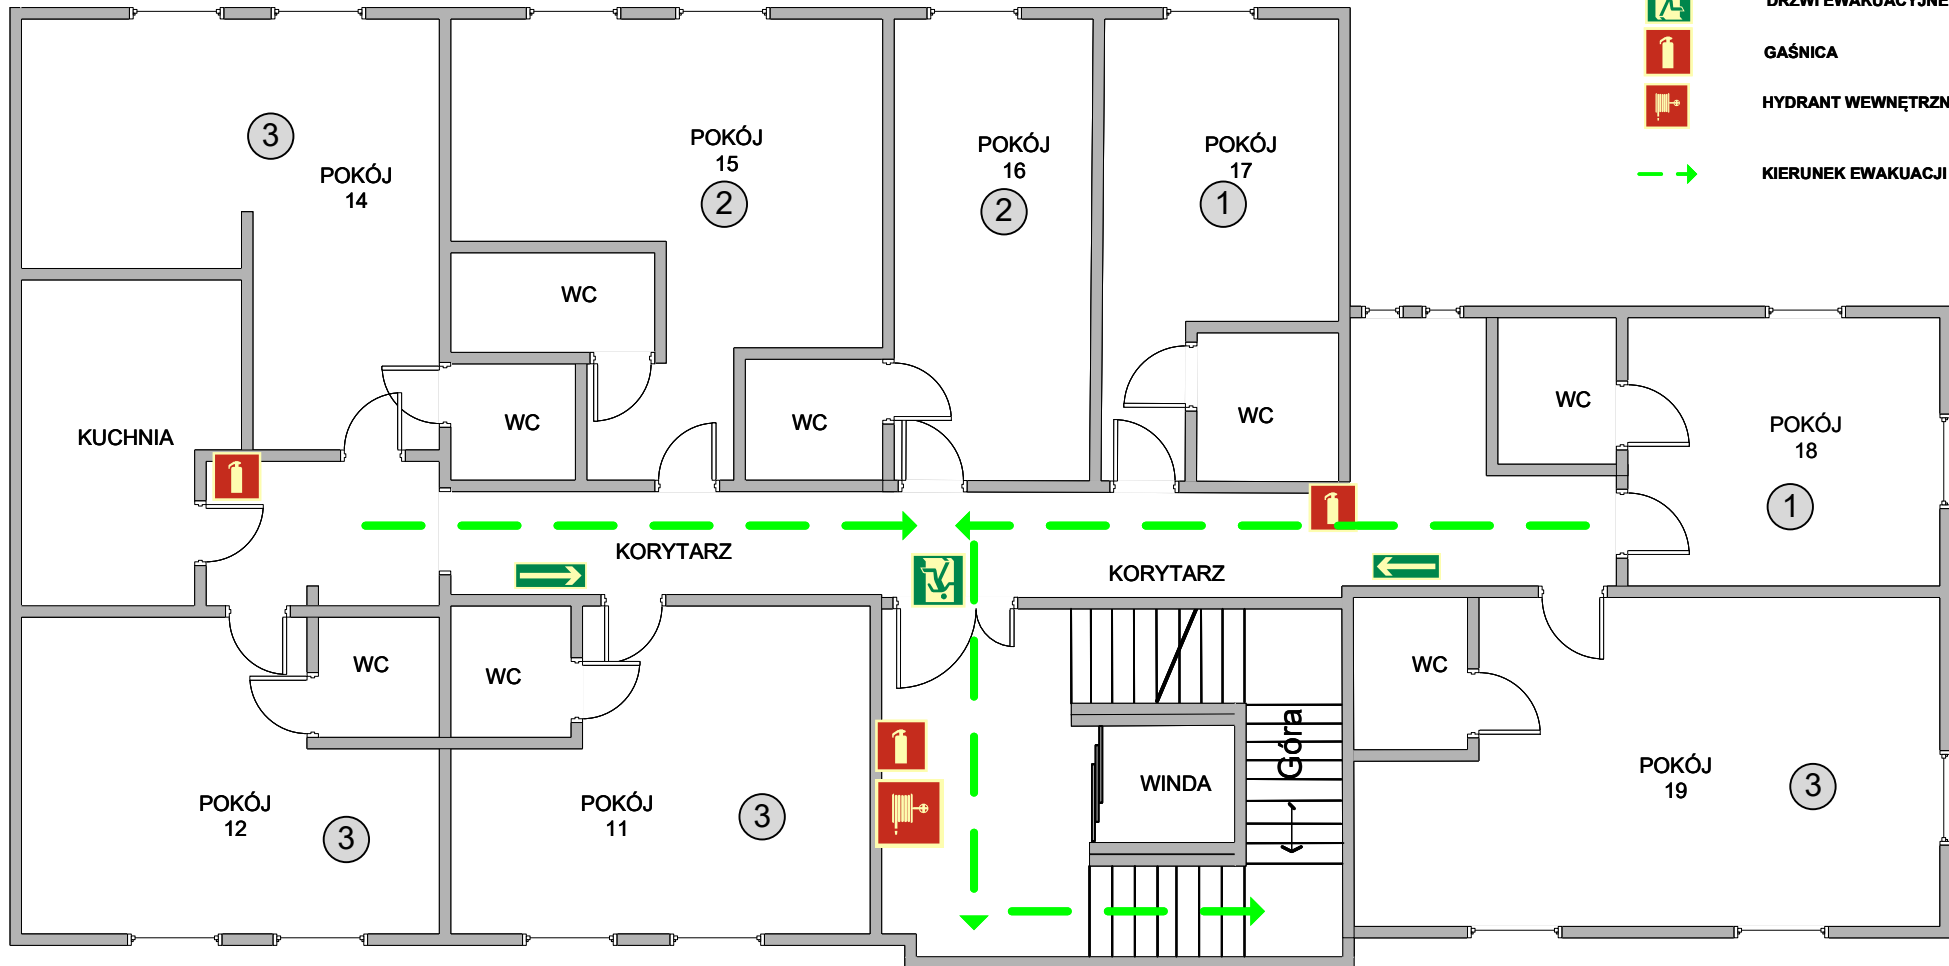 DRZWI EWAKUACYJNE
GAŚNICA
HYDRANT WEWNĘTRZN
KIERUNEK EWAKUACJI
3
POKÓJ
14
POKÓJ
15
2
POKÓJ
16
2
POKÓJ
17
1
WC
WC
WC
WC
WC
KUCHNIA
POKÓJ
18
1
KORYTARZ
KORYTARZ
WC
WC
WC
POKÓJ
12
3
POKÓJ
11
3
WINDA
Góra
POKÓJ
19
3